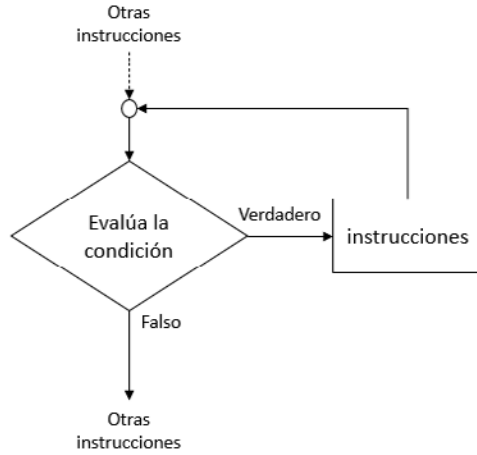 Otras
instrucciones
Evalúa la
condición
Verdadero
instrucciones
Falso
Otras
instrucciones